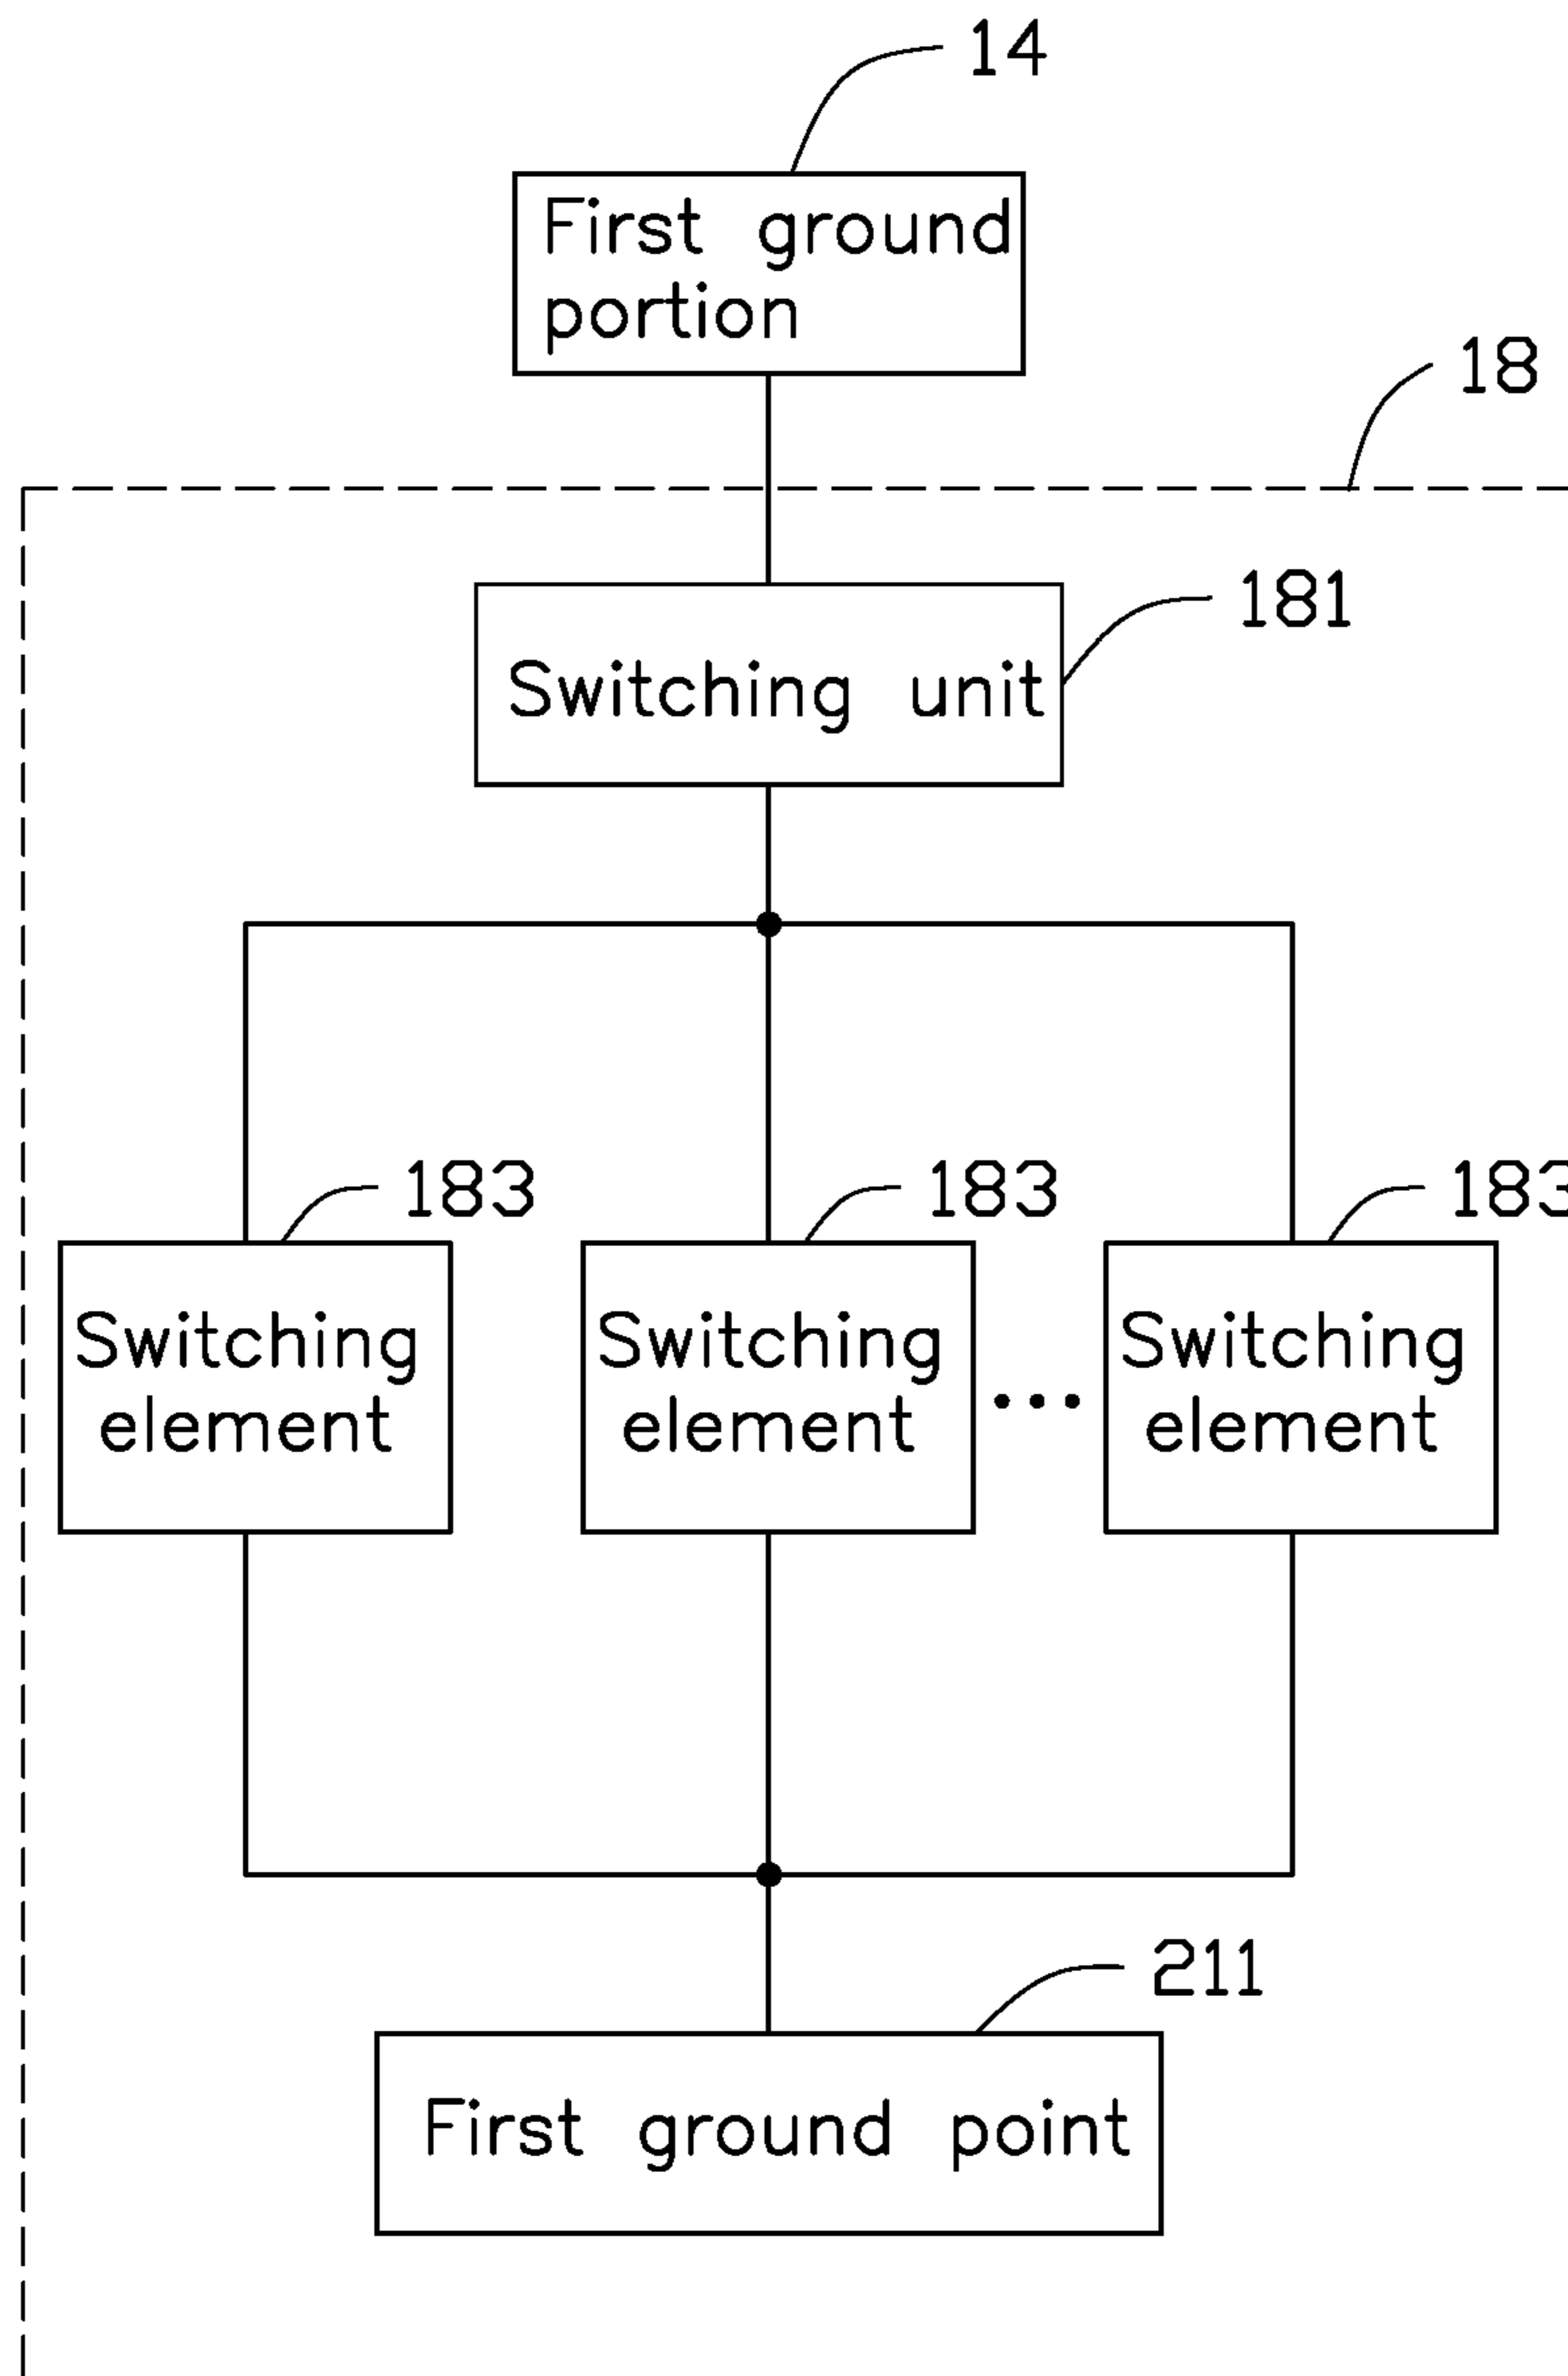 14
First ground
portion
18
181
Switching unit
183 183 183
Switching Switching Switching
element element ... element
211
First ground point